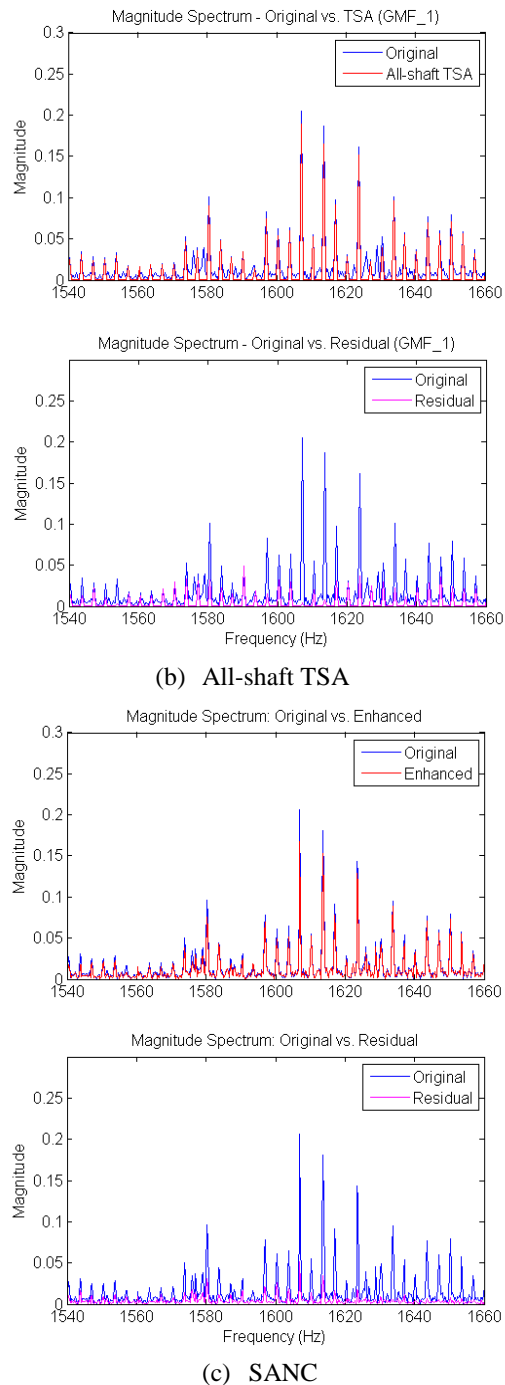 Magnitude Spectrum - Original vs. TSA (GMF_1)
0.3
Original
All-shaft TSA
0.25
0.2
0.15
0.1
0.05
0
Magnitude
1540 1560 1580 1600 1620 1640 1660
Magnitude Spectrum - Original vs. Residual (GMF_1)
Original
Residual
0.25
0.2
0.15
0.1
0.05
0
Magnitude
1540 1560 1580 1600 1620 1640 1660
Frequency (Hz)
(b) All-shaft TSA
Magnitude Spectrum: Original vs. Enhanced
0.3
Original
Enhanced
0.25
0.2
0.15
0.1
0.05
0
Magnitude
1540 1560 1580 1600 1620 1640 1660
Magnitude Spectrum: Original vs. Residual
Original
Residual
0.25
0.2
0.15
0.1
0.05
0
Magnitude
1540 1560 1580 1600 1620 1640 1660
Frequency (Hz)
(c) SANC